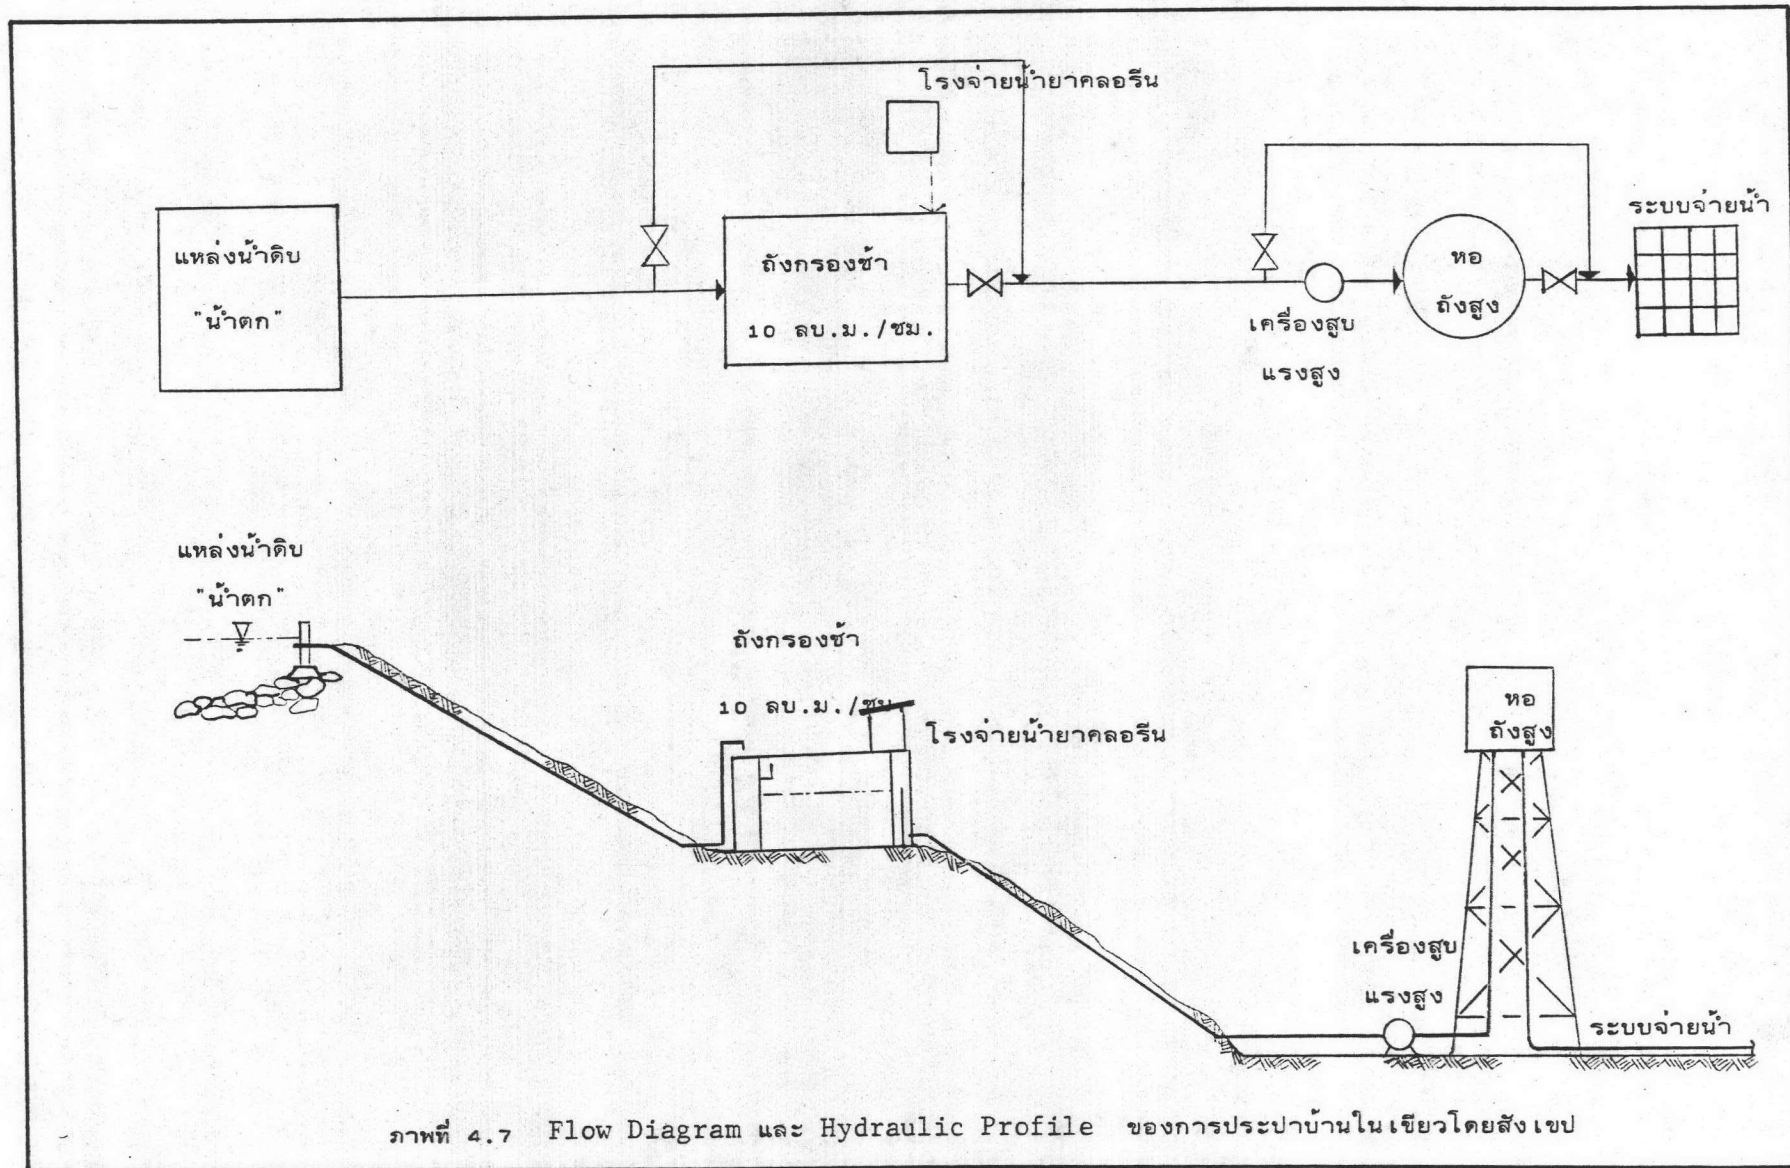 โรงจ่ายน้ำยาคลอรีน
แหล่งน้ำดิบ
"น้ำตก"
ถังกรองช้า
10 ลบ.ม./ชม.
เครื่องสูบ
แรงสูง
หอ
ถังสูง
ระบบจ่ายน้ำ
แหล่งน้ำดิบ
"น้ำตก"
ถังกรองช้า
10 ลบ.ม./ชม
โรงจ่ายน้ำยาคลอรีน
หอ
ถังสูง
เครื่องสูบ
แรงสูง
ระบบจ่ายน้ำ
ภาพที่ 4.7 Flow Diagram และ Hydraulic Profile ของการประปาบ้านในเขียวโดยสังเขป